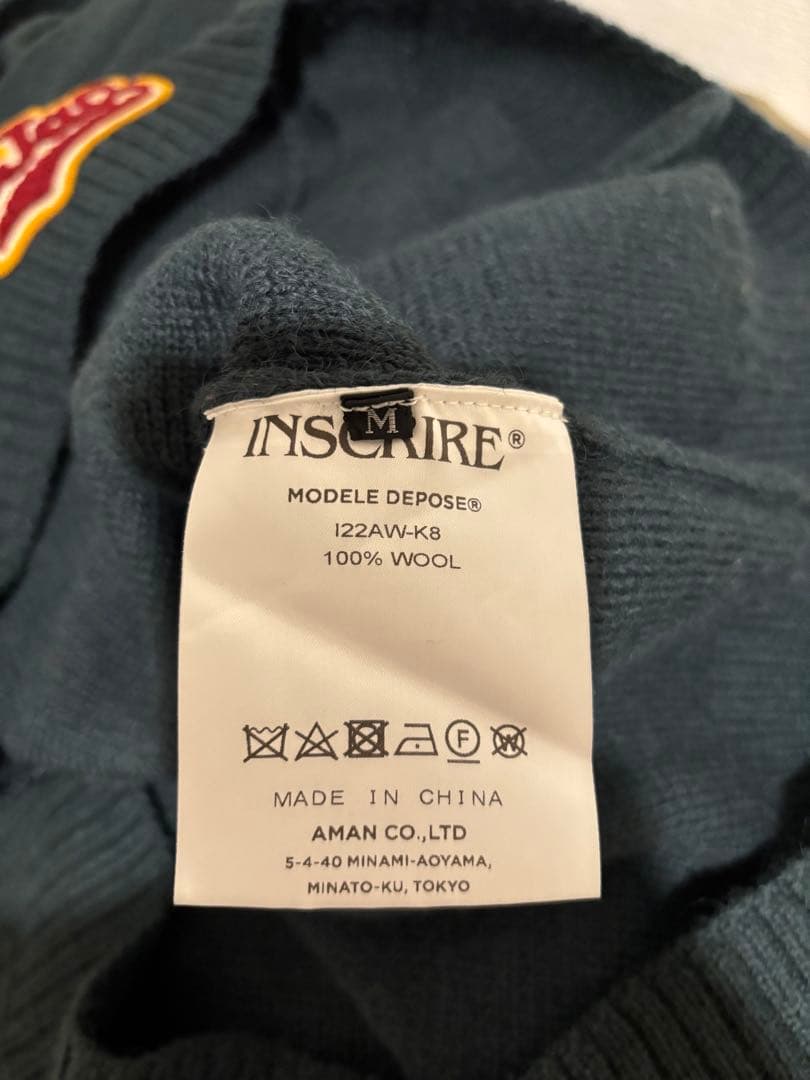 M
INSCRIRE®
MODELE DEPOSE®
I22AW-K8
100% WOOL
F
W
MADE IN CHINA
AMAN CO.,LTD
5-4-40 MINAMI-AOYAMA,
MINATO-KU, TOKYO